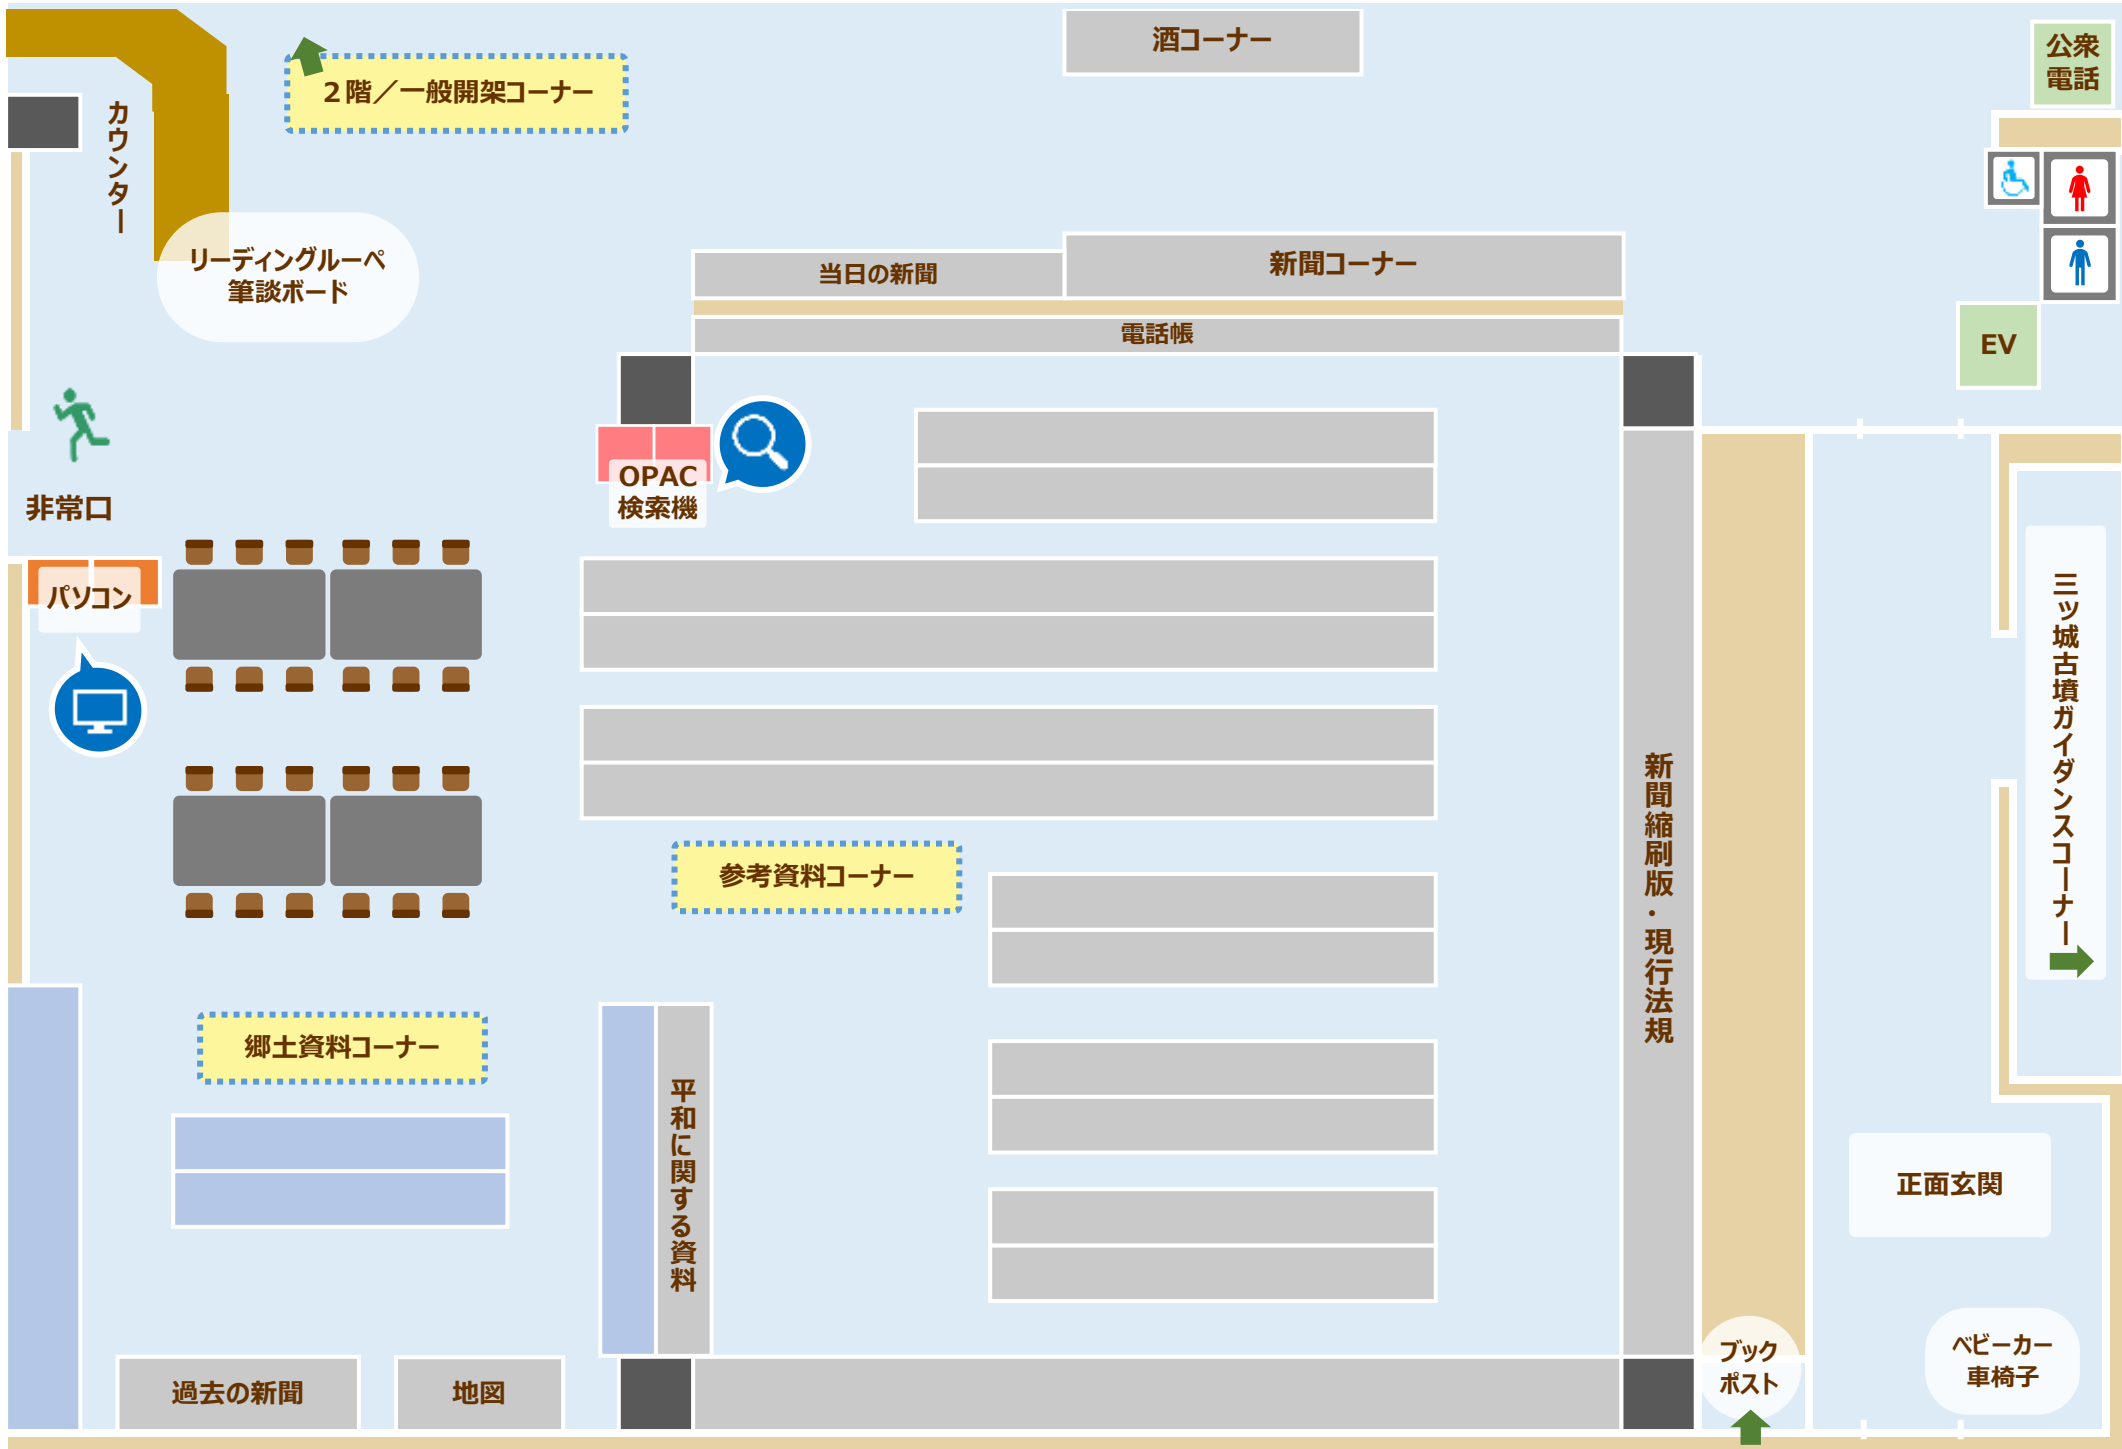 酒コーナー
公衆
電話
2階／一般開架コーナー
カウンター
リーディングルーペ
筆談ボード
当日の新聞
新聞コーナー
電話帳
EV
非常口
OPAC
検索機
パソコン
三ッ城古墳ガイダンスコーナー
新聞縮刷版・現行法規
参考資料コーナー
郷土資料コーナー
平和に関する資料
正面玄関
ブック
ポスト
ベビーカー
車椅子
過去の新聞
地図